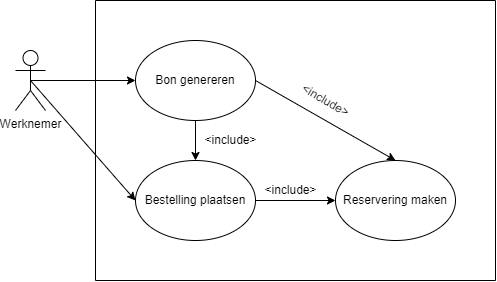 Bon genereren
<include>
Werknemer
<include>
<include>
Bestelling plaatsen
Reservering maken